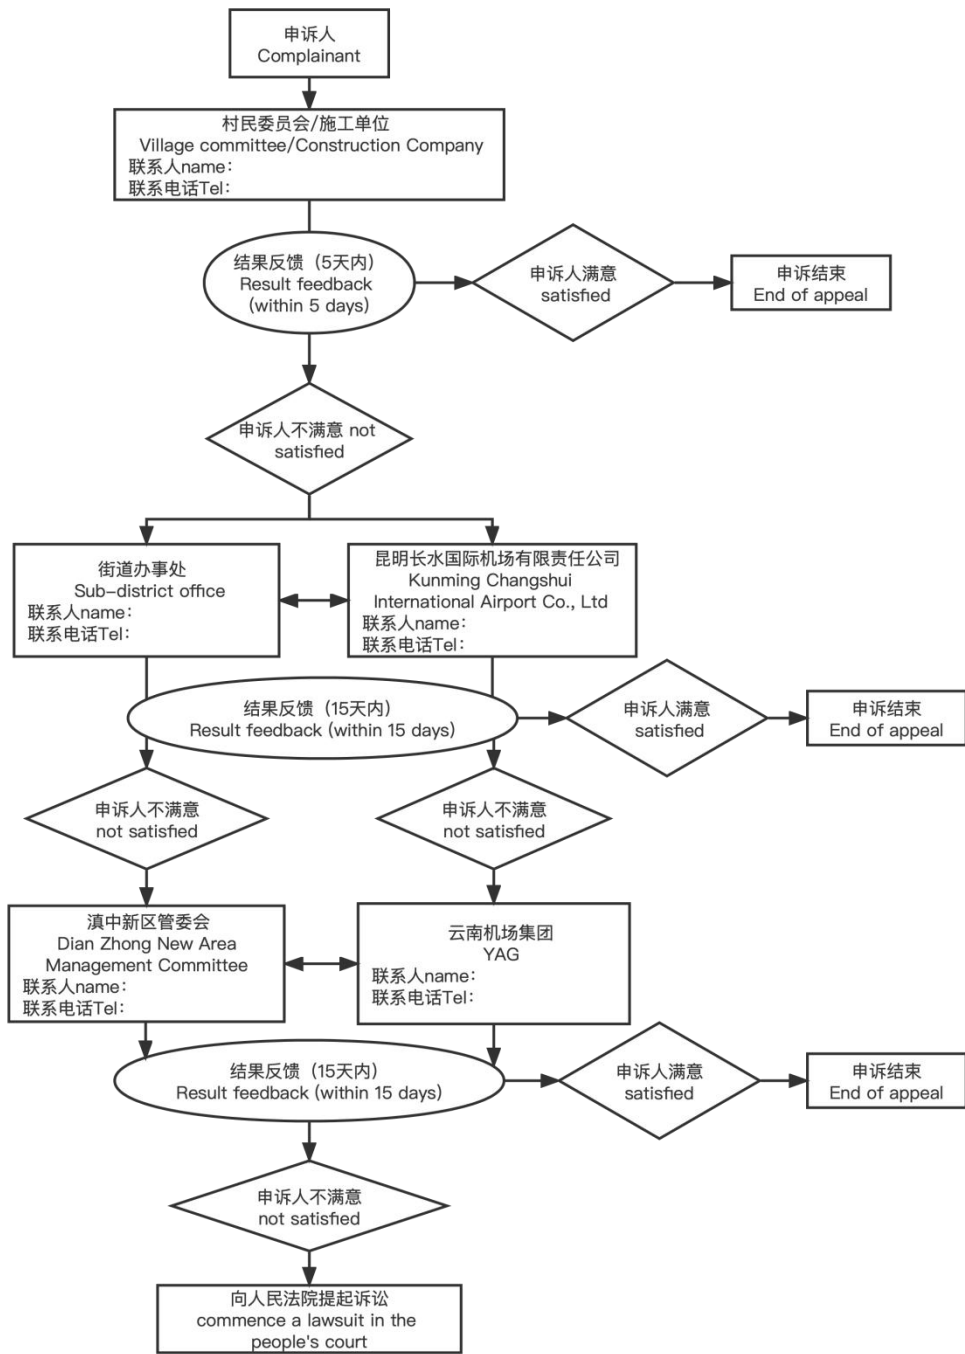 申诉人
Complainant
村民委员会/施工单位
Village committee/Construction Company
联系人name:
联系电话Tel:
结果反馈（5天内）
Result feedback
(within 5 days)
申诉人满意
satisfied
申诉结束
End of appeal
申诉人不满意 not
satisfied
街道办事处
Sub-district office
联系人name:
联系电话Tel:
昆明长水国际机场有限责任公司
Kunming Changshui
International Airport Co., Ltd
联系人name:
联系电话Tel:
结果反馈（15天内）
Result feedback (within 15 days)
申诉人满意
satisfied
申诉结束
End of appeal
申诉人不满意
not satisfied
申诉人不满意
not satisfied
滇中新区管委会
Dian Zhong New Area
Management Committee
联系人name:
联系电话Tel:
云南机场集团
YAG
联系人name:
联系电话Tel:
结果反馈（15天内）
Result feedback (within 15 days)
申诉人满意
satisfied
申诉结束
End of appeal
申诉人不满意
not satisfied
向人民法院提起诉讼
commence a lawsuit in the
people's court